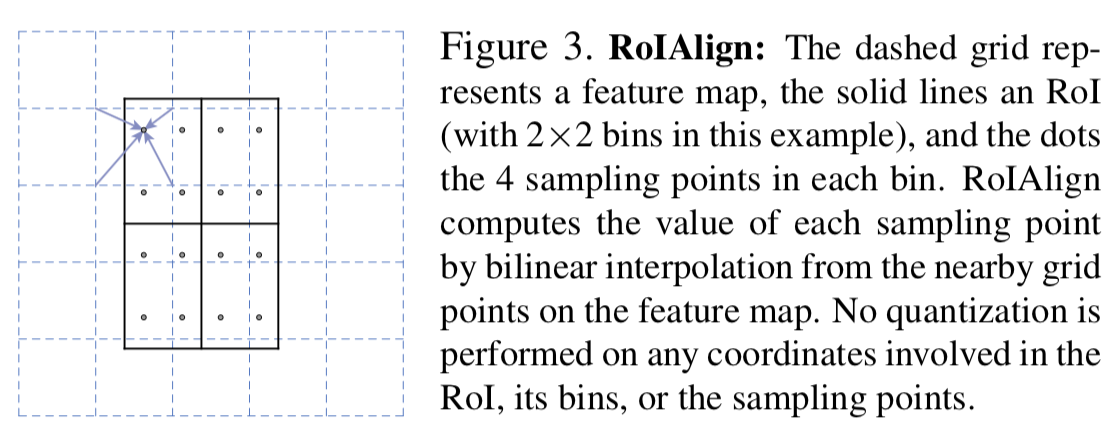 Figure 3. RoIAlign: The dashed grid rep-
resents a feature map, the solid lines an RoI
(with 2×2 bins in this example), and the dots
the 4 sampling points in each bin. RoIAlign
computes the value of each sampling point
by bilinear interpolation from the nearby grid
points on the feature map. No quantization is
performed on any coordinates involved in the
RoI, its bins, or the sampling points.